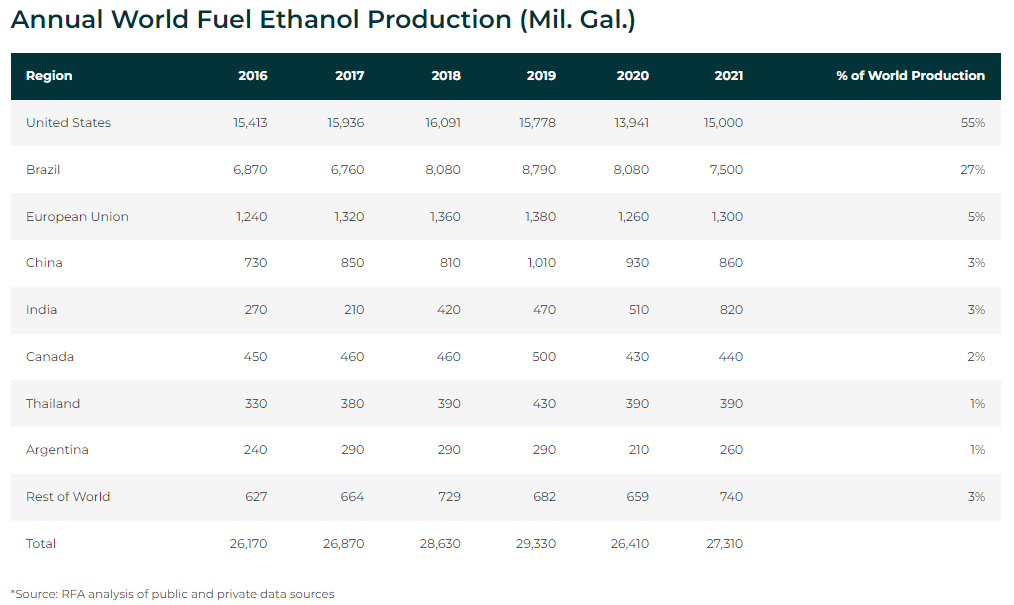 Annual World Fuel Ethanol Production (Mil. Gal.)
Region 2016 2017 2018 2019 2020 2021 % of World Production
United States 15,413 15,936 16,091 15,778 13,941 15,000 55%
Brazil 6,870 6,760 8,080 8,790 8,080 7,500 27%
European Union 1,240 1,320 1,360 1,380 1,260 1,300 5%
China 730 850 810 1,010 930 860 3%
India 270 210 420 470 510 820 3%
Canada 450 460 460 500 430 440 2%
Thailand 330 380 390 430 390 390 1%
Argentina 240 290 290 290 210 260 1%
Rest of World 627 664 729 682 659 740 3%
Total 26,170 26,870 28,630 29,330 26,410 27,310
*Source: RFA analysis of public and private data sources